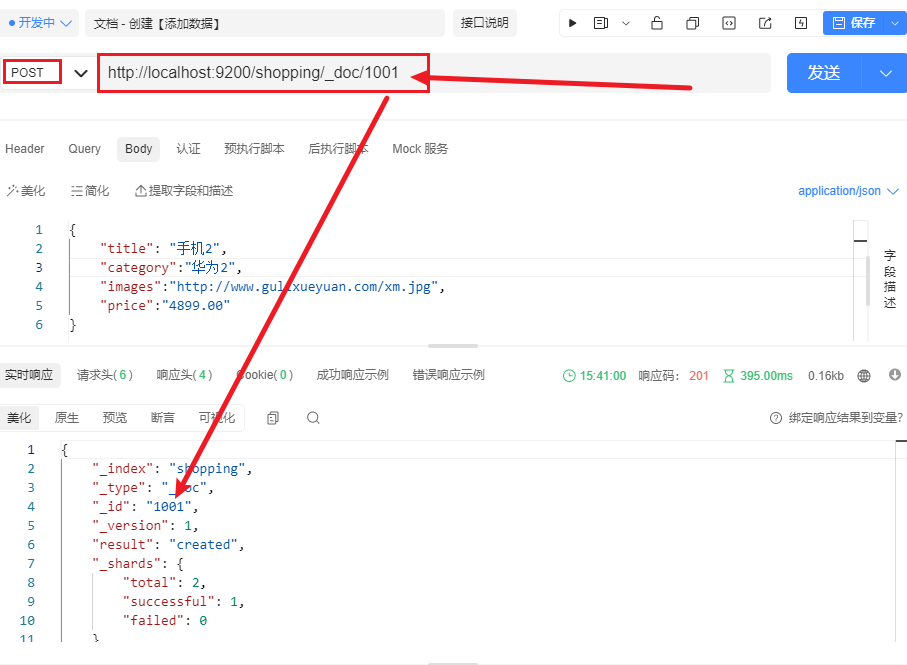 开发中
文档 - 创建【添加数据】
接口说明
保存
POST
http://localhost:9200/shopping/_doc/1001
发送
Header Query Body 认证 预执行脚本 后执行脚本 Mock 服务
美化 简化 提取字段和描述 application/json
1 {
2 "title": "手机2",
3 "category":"华为2",
4 "images":"http://www.gulixueyuan.com/xm.jpg",
5 "price":"4899.00"
6 }
字段描述
实时响应 请求头( 6 ) 响应头( 4 ) Cookie( 0 ) 成功响应示例 错误响应示例 15:41:00 响应码: 201 395.00ms 0.16kb
美化 原生 预览 断言 可视化 绑定响应结果到变量?
1 {
2 "_index": "shopping",
3 "_type": "_doc",
4 "_id": "1001",
5 "_version": 1,
6 "result": "created",
7 "_shards": {
8 "total": 2,
9 "successful": 1,
10 "failed": 0
11 }